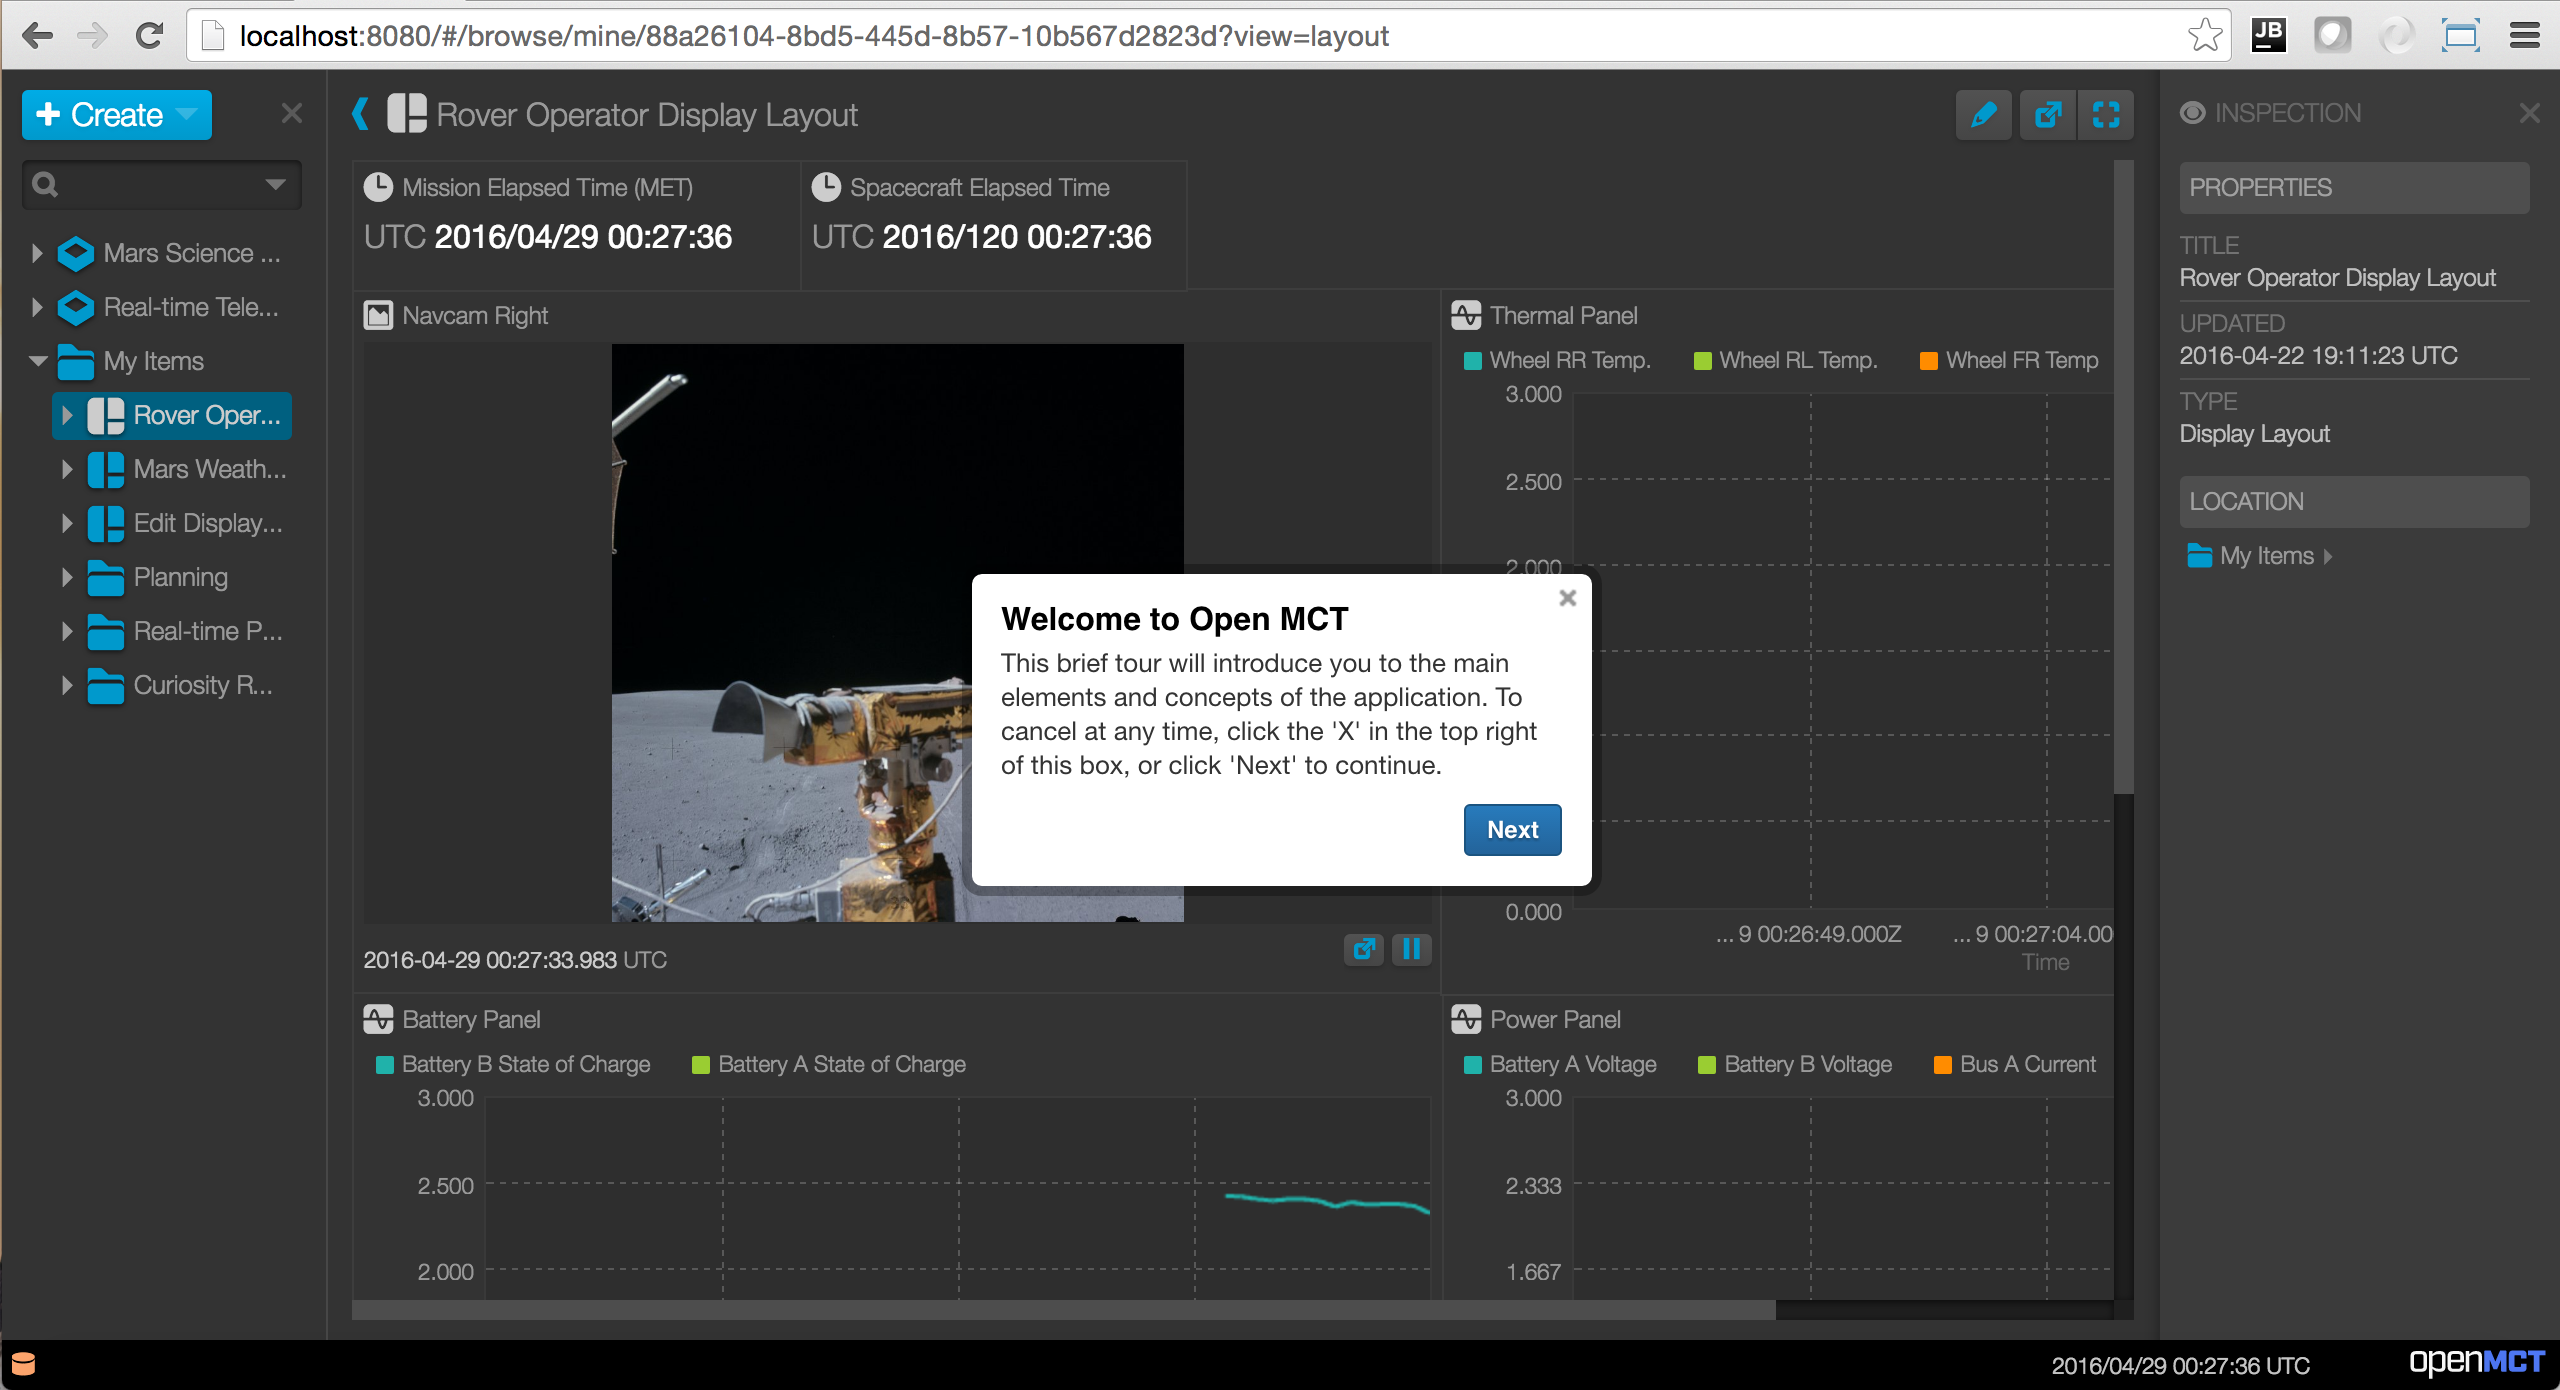 localhost:8080/#/browse/mine/88a26104-8bd5-445d-8b57-10b567d2823d?view=layout
JB
+ Create
Rover Operator Display Layout
INSPECTION
Mission Elapsed Time (MET)
UTC 2016/04/29 00:27:36
Spacecraft Elapsed Time
UTC 2016/120 00:27:36
Mars Science ...
Real-time Tele...
My Items
Rover Oper...
Mars Weath...
Edit Display...
Planning
Real-time P...
Curiosity R...
Navcam Right
2016-04-29 00:27:33.983 UTC
Thermal Panel
Wheel RR Temp. Wheel RL Temp. Wheel FR Temp
3.000
2.500
2.000
0.000
... 9 00:26:49.000Z ... 9 00:27:04.00
Time
Welcome to Open MCT
This brief tour will introduce you to the main
elements and concepts of the application. To
cancel at any time, click the 'X' in the top right
of this box, or click 'Next' to continue.
Next
Battery Panel
Battery B State of Charge Battery A State of Charge
3.000
2.500
2.000
Power Panel
Battery A Voltage Battery B Voltage Bus A Current
3.000
2.333
1.667
PROPERTIES
TITLE
Rover Operator Display Layout
UPDATED
2016-04-22 19:11:23 UTC
TYPE
Display Layout
LOCATION
My Items
2016/04/29 00:27:36 UTC
openMCT